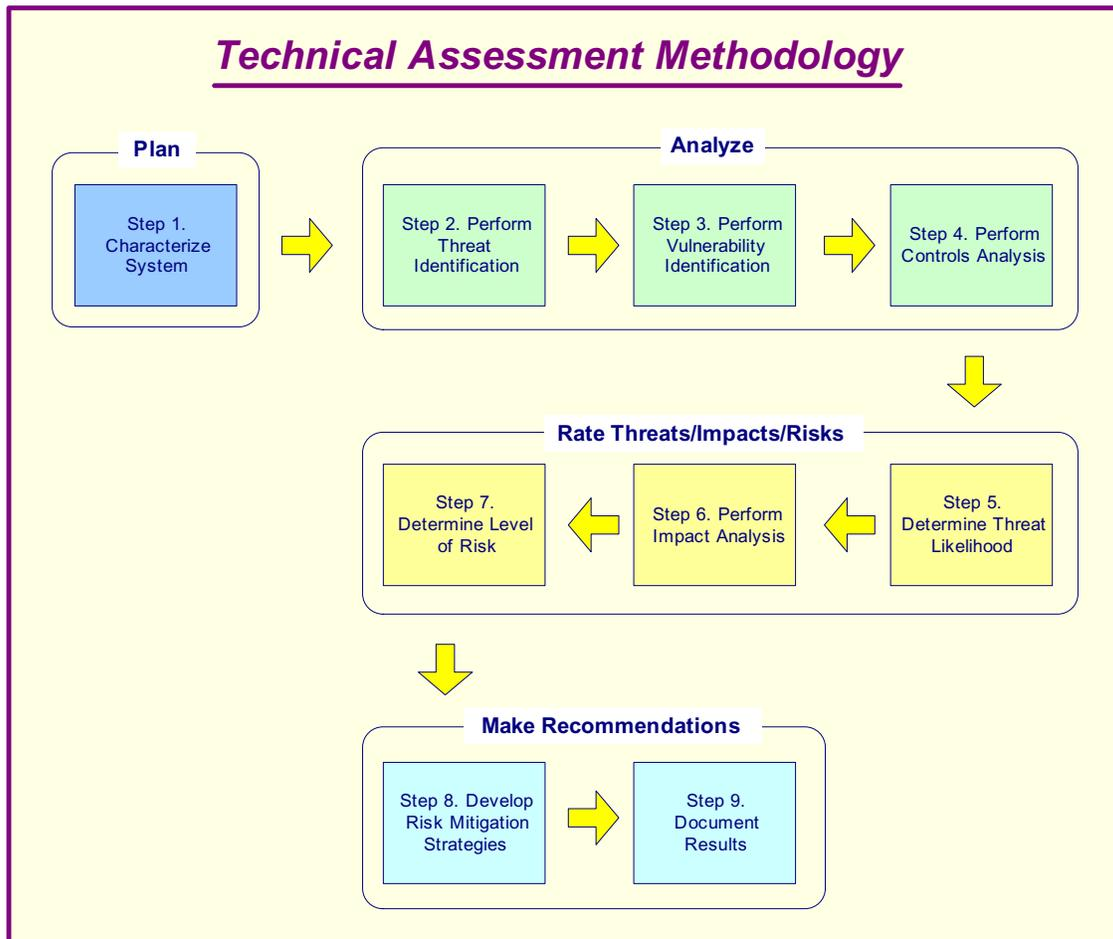 Technical Assessment Methodology
Plan
Step 1.
Characterize
System
Analyze
Step 2. Perform
Threat
Identification
Step 3. Perform
Vulnerability
Identification
Step 4. Perform
Controls Analysis
Rate Threats/Impacts/Risks
Step 5.
Determine Threat
Likelihood
Step 6. Perform
Impact Analysis
Step 7.
Determine Level
of Risk
Make Recommendations
Step 8. Develop
Risk Mitigation
Strategies
Step 9.
Document
Results